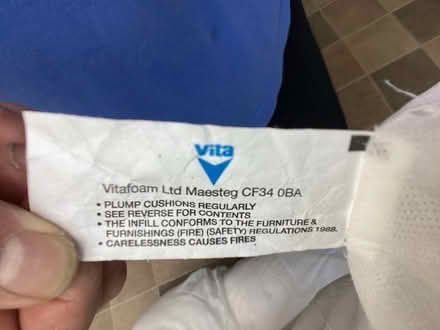 Vita
Vitafoam Ltd Maesteg CF34 0BA
• PLUMP CUSHIONS REGULARLY
• SEE REVERSE FOR CONTENTS
• THE INFILL CONFORMS TO THE FURNITURE &
FURNISHINGS (FIRE) (SAFETY) REGULATIONS 1988.
• CARELESSNESS CAUSES FIRES